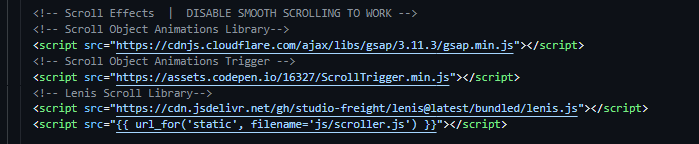 <!-- Scroll Effects  |  DISABLE SMOOTH SCROLLING TO WORK -->
<!-- Scroll Object Animations Library-->
<script src="https://cdnjs.cloudflare.com/ajax/libs/gsap/3.11.3/gsap.min.js"></script>
<!-- Scroll Object Animations Trigger -->
<script src="https://assets.codepen.io/16327/ScrollTrigger.min.js"></script>
<!-- Lenis Scroll Library-->
<script src="https://cdn.jsdelivr.net/gh/studio-freight/lenis@latest/bundled/lenis.js"></script>
<script src="{{ url_for('static', filename='js/scroller.js') }}"></script>